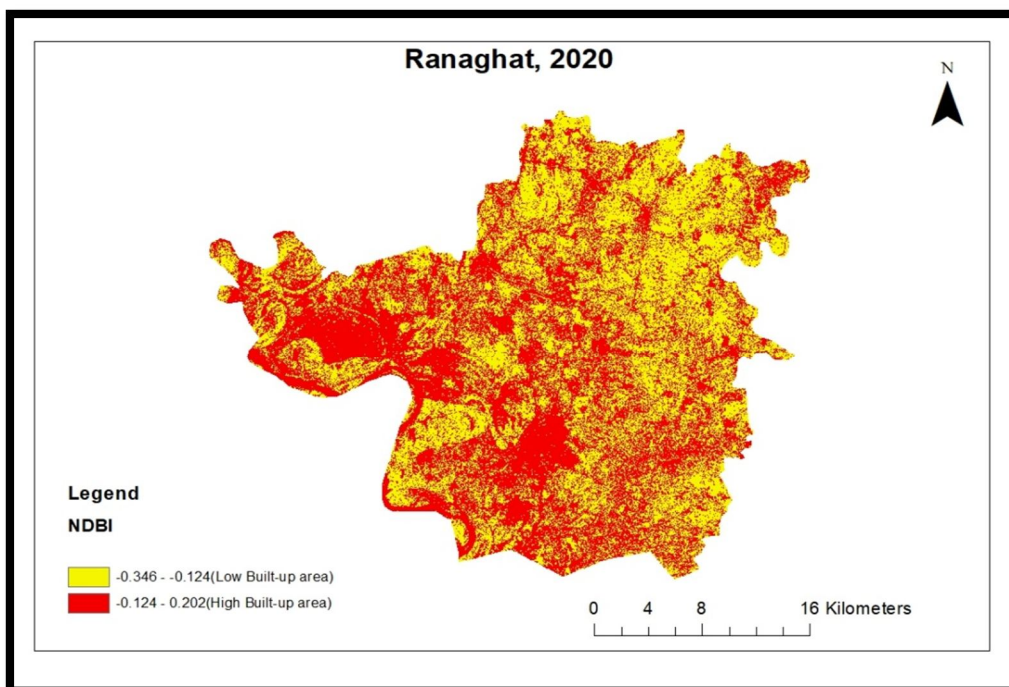 Ranaghat, 2020
N
Legend
NDBI
-0.346 - -0.124(Low Built-up area)
-0.124 - 0.202(High Built-up area)
0 4 8 16 Kilometers